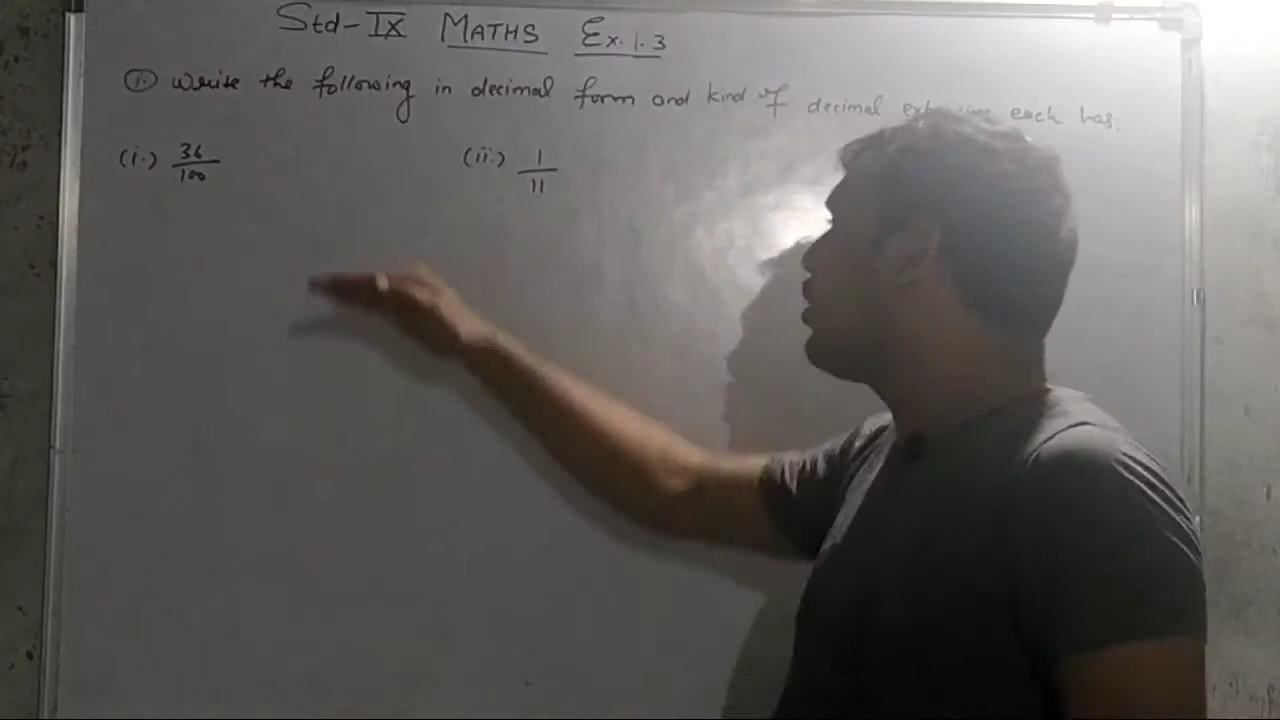 Std-IX MATHS Ex.1.3
① Write the following in decimal form and kind of decimal expansion each has:
(i.) 36/100 (ii.) 1/11